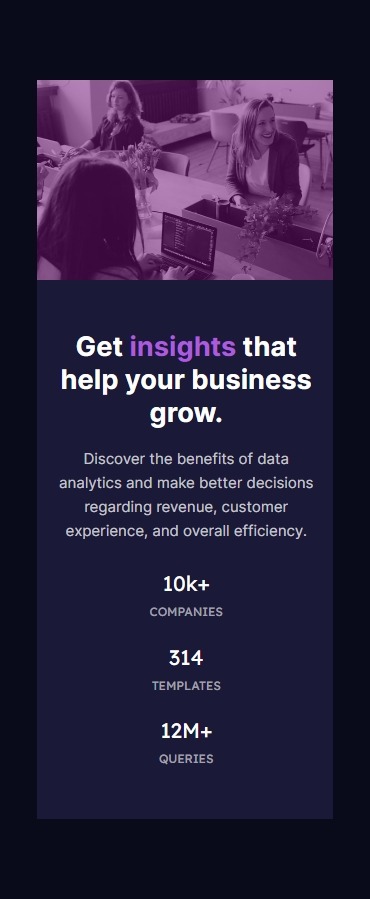 Get insights that
help your business
grow.
Discover the benefits of data
analytics and make better decisions
regarding revenue, customer
experience, and overall efficiency.
10k+
COMPANIES
314
TEMPLATES
12M+
QUERIES